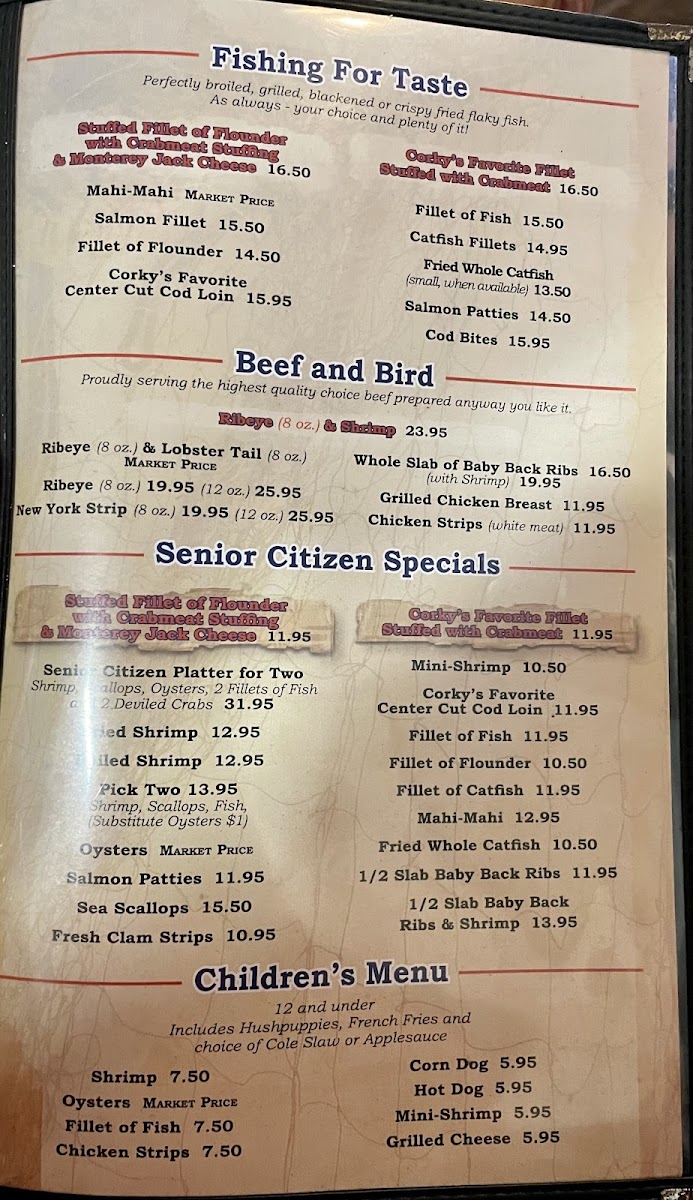 Fishing For Taste
Perfectly broiled, grilled, blackened or crispy fried flaky fish.
As always - your choice and plenty of it!
Stuffed Fillet of Flounder
with Crabmeat Stuffing
& Monterey Jack Cheese 16.50
Mahi-Mahi MARKET PRICE
Salmon Fillet 15.50
Fillet of Flounder 14.50
Corky's Favorite
Center Cut Cod Loin 15.95
Corky's Favorite Fillet
Stuffed with Crabmeat 16.50
Fillet of Fish 15.50
Catfish Fillets 14.95
Fried Whole Catfish
(small, when available) 13.50
Salmon Patties 14.50
Cod Bites 15.95
Beef and Bird
Proudly serving the highest quality choice beef prepared anyway you like it.
Ribeye (8 oz.) & Shrimp 23.95
Ribeye (8 oz.) & Lobster Tail (8 oz.)
MARKET PRICE
Ribeye (8 oz.) 19.95 (12 oz.) 25.95
New York Strip (8 oz.) 19.95 (12 oz.) 25.95
Whole Slab of Baby Back Ribs 16.50
(with Shrimp) 19.95
Grilled Chicken Breast 11.95
Chicken Strips (white meat) 11.95
Senior Citizen Specials
Stuffed Fillet of Flounder
with Crabmeat Stuffing
& Monterey Jack Cheese 11.95
Senior Citizen Platter for Two
Shrimp, Scallops, Oysters, 2 Fillets of Fish
2 Deviled Crabs 31.95
Shrimp 12.95
Shrimp 12.95
Pick Two 13.95
Shrimp, Scallops, Fish,
(Substitute Oysters $1)
Oysters MARKET PRICE
Salmon Patties 11.95
Sea Scallops 15.50
Fresh Clam Strips 10.95
Corky's Favorite Fillet
Stuffed with Crabmeat 11.95
Mini-Shrimp 10.50
Corky's Favorite
Center Cut Cod Loin 11.95
Fillet of Fish 11.95
Fillet of Flounder 10.50
Fillet of Catfish 11.95
Mahi-Mahi 12.95
Fried Whole Catfish 10.50
1/2 Slab Baby Back Ribs 11.95
1/2 Slab Baby Back
Ribs & Shrimp 13.95
Children's Menu
12 and under
Includes Hushpuppies, French Fries and
choice of Cole Slaw or Applesauce
Shrimp 7.50
Oysters MARKET PRICE
Fillet of Fish 7.50
Chicken Strips 7.50
Corn Dog 5.95
Hot Dog 5.95
Mini-Shrimp 5.95
Grilled Cheese 5.95